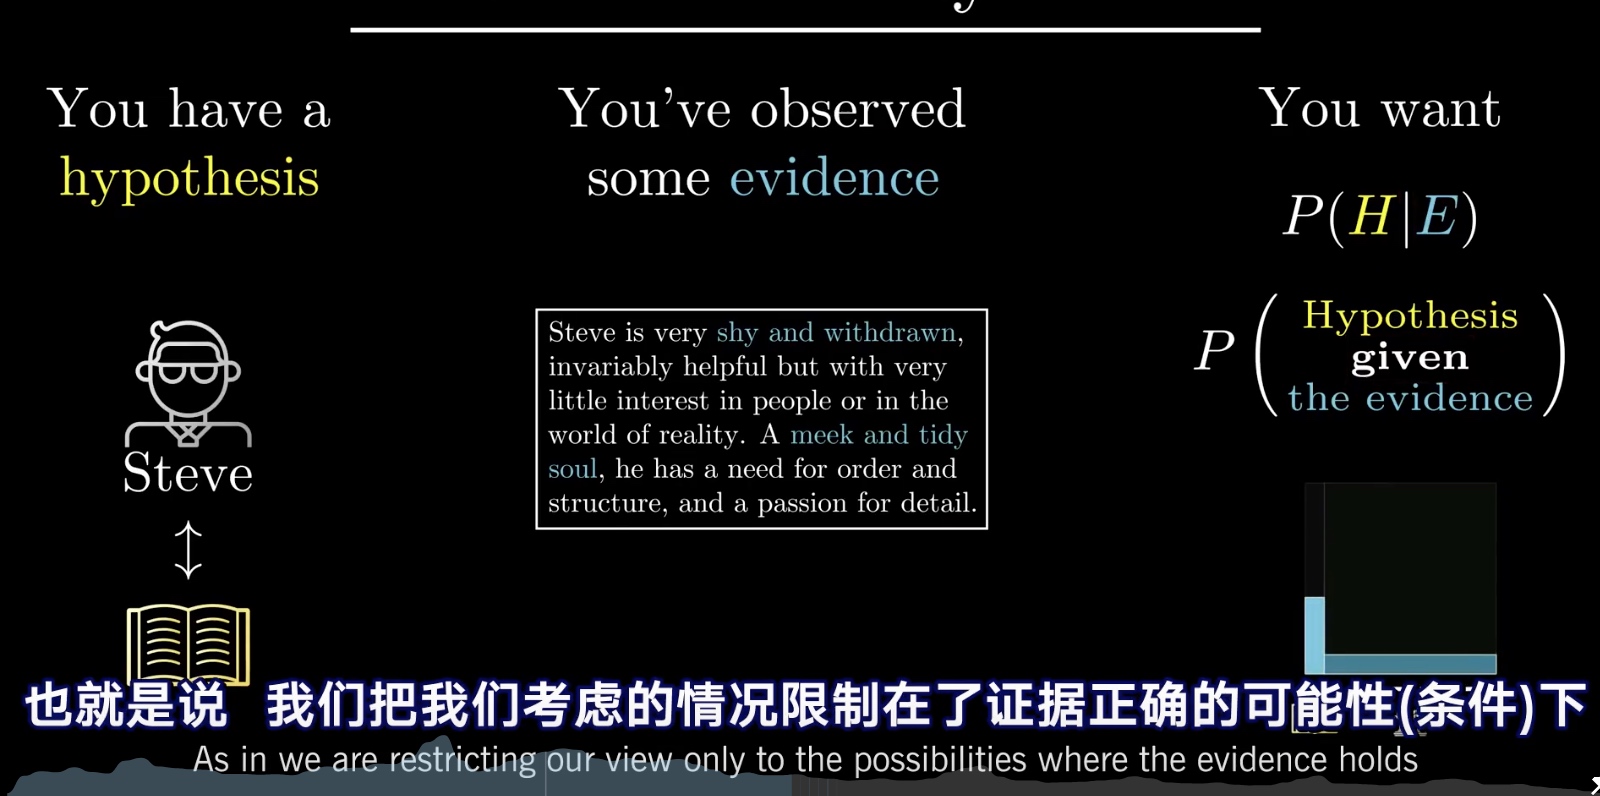 You have a
hypothesis
You've observed
some evidence
You want
P(H|E)
P(Hypothesis
given
the evidence)
Steve is very shy and withdrawn,
invariably helpful but with very
little interest in people or in the
world of reality. A meek and tidy
soul, he has a need for order and
structure, and a passion for detail.
Steve
也就是说 我们把我们考虑的情况限制在了证据正确的可能性(条件)下
As in we are restricting our view only to the possibilities where the evidence holds